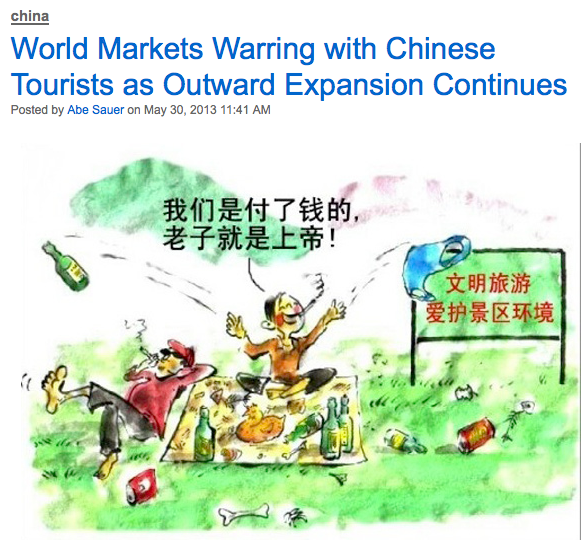 china
World Markets Warring with Chinese
Tourists as Outward Expansion Continues
Posted by Abe Sauer on May 30, 2013 11:41 AM
我们是付了钱的,
老子就是上帝!
文明旅游
爱护景区环境